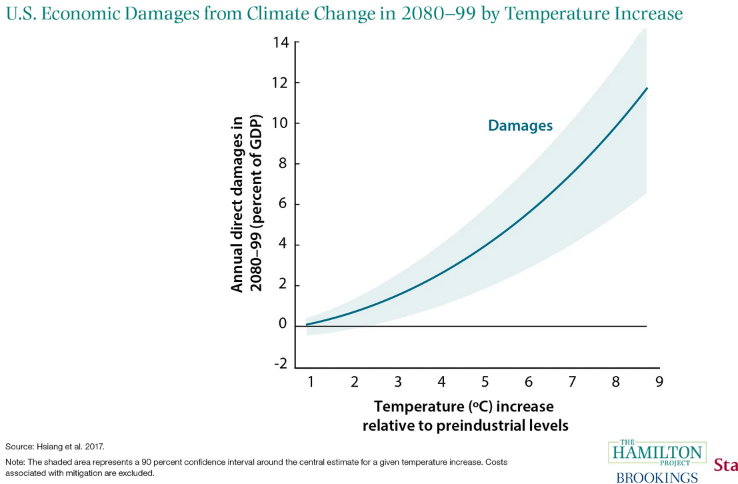 U.S. Economic Damages from Climate Change in 2080–99 by Temperature Increase
14
12
10
8
6
4
2
0
-2
Annual direct damages in
2080–99 (percent of GDP)
Damages
1 2 3 4 5 6 7 8 9
Temperature (ºC) increase
relative to preindustrial levels
Source: Hsiang et al. 2017.
Note: The shaded area represents a 90 percent confidence interval around the central estimate for a given temperature increase. Costs
associated with mitigation are excluded.
THE
HAMILTON
PROJECT
BROOKINGS
Sta